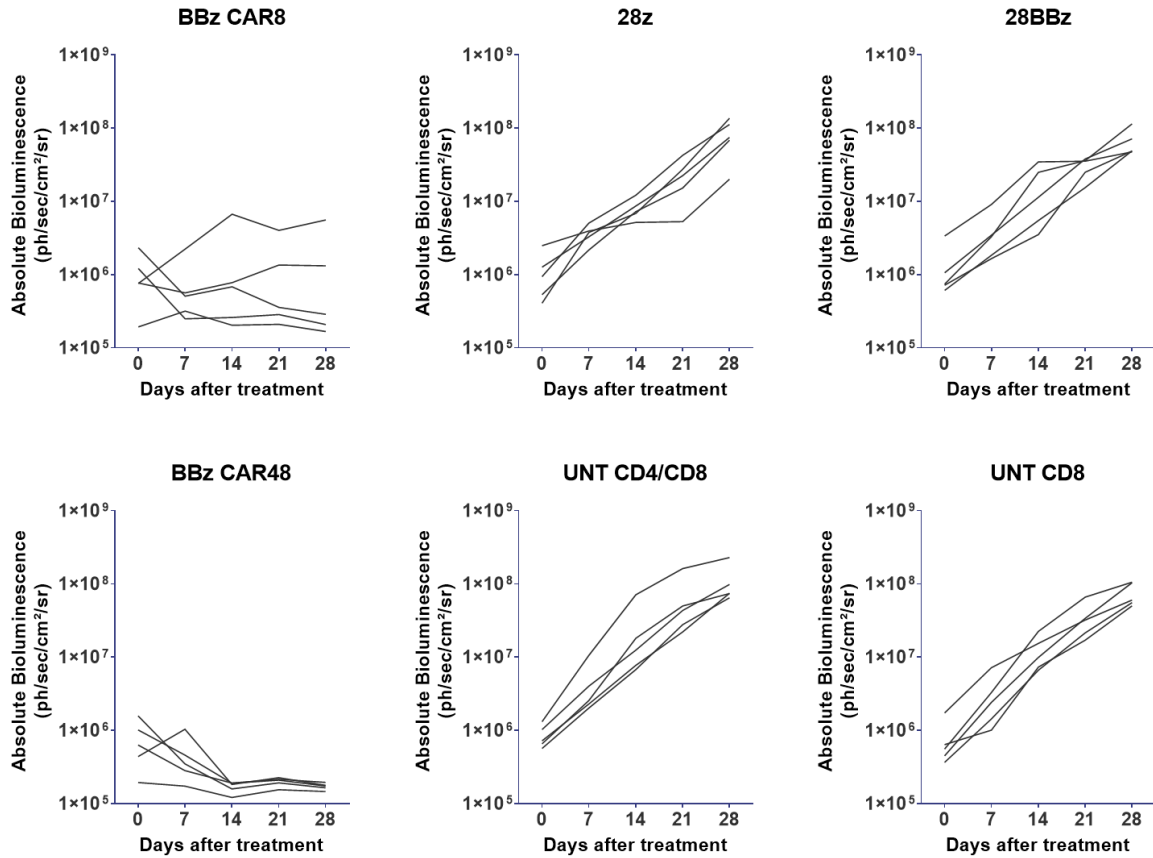 BBz CAR8
28z
28BBz
Absolute Bioluminescence
(ph/sec/cm²/sr)
1×10⁹
1×10⁸
1×10⁷
1×10⁶
1×10⁵
0 7 14 21 28
Days after treatment
Absolute Bioluminescence
(ph/sec/cm²/sr)
1×10⁹
1×10⁸
1×10⁷
1×10⁶
1×10⁵
0 7 14 21 28
Days after treatment
Absolute Bioluminescence
(ph/sec/cm²/sr)
1×10⁹
1×10⁸
1×10⁷
1×10⁶
1×10⁵
0 7 14 21 28
Days after treatment
BBz CAR48
UNT CD4/CD8
UNT CD8
Absolute Bioluminescence
(ph/sec/cm²/sr)
1×10⁹
1×10⁸
1×10⁷
1×10⁶
1×10⁵
0 7 14 21 28
Days after treatment
Absolute Bioluminescence
(ph/sec/cm²/sr)
1×10⁹
1×10⁸
1×10⁷
1×10⁶
1×10⁵
0 7 14 21 28
Days after treatment
Absolute Bioluminescence
(ph/sec/cm²/sr)
1×10⁹
1×10⁸
1×10⁷
1×10⁶
1×10⁵
0 7 14 21 28
Days after treatment